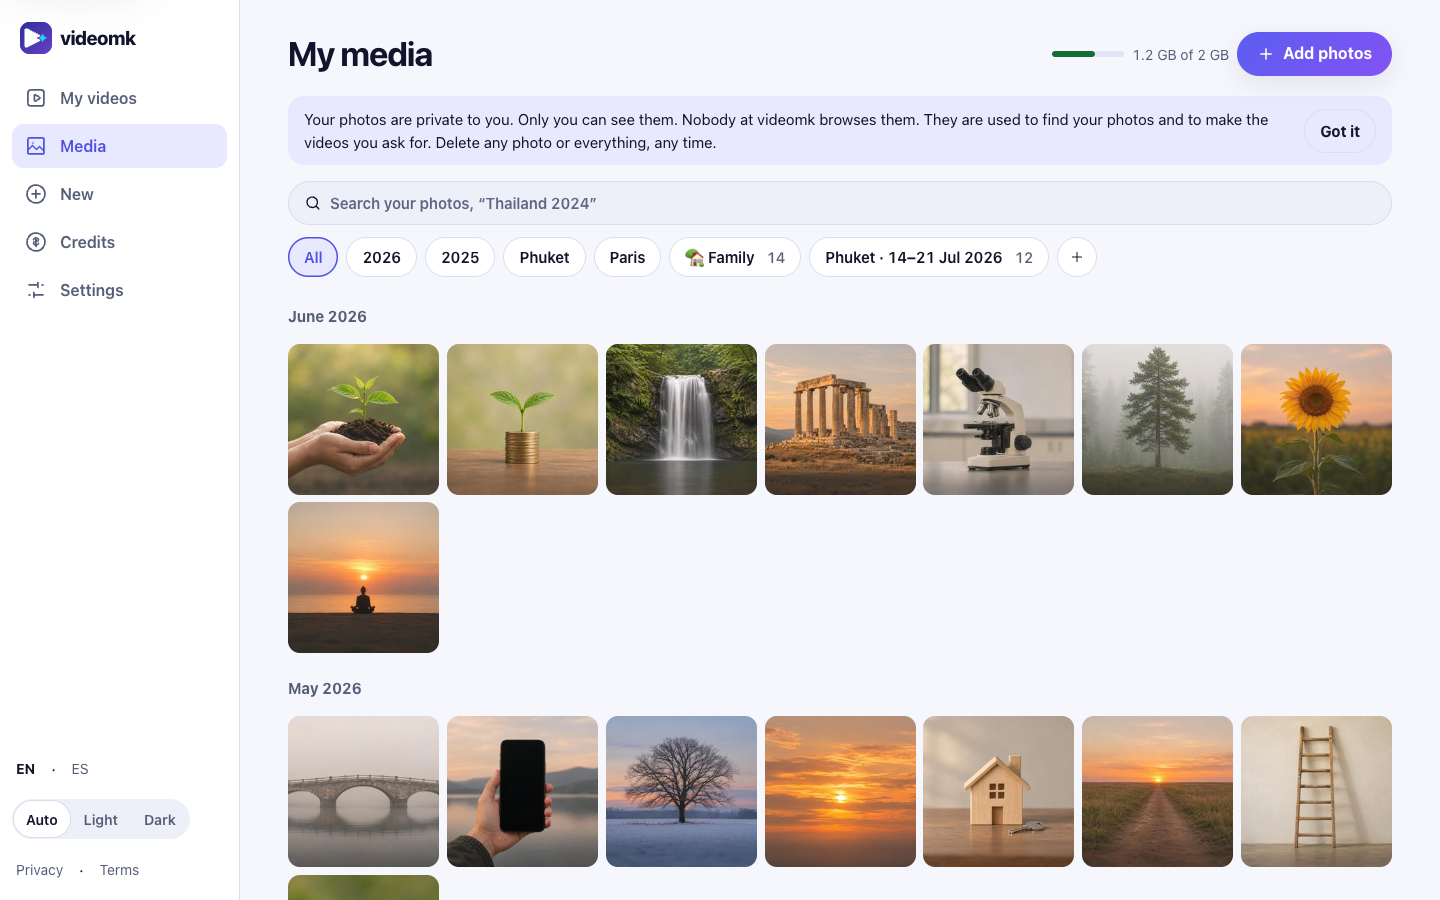 videomk
My videos
Media
New
Credits
Settings
EN · ES
Auto Light Dark
Privacy · Terms
My media
1.2 GB of 2 GB
+ Add photos
Your photos are private to you. Only you can see them. Nobody at videomk browses them. They are used to find your photos and to make the
videos you ask for. Delete any photo or everything, any time.
Got it
Search your photos, “Thailand 2024”
All 2026 2025 Phuket Paris 🏡 Family 14 Phuket · 14–21 Jul 2026 12 +
June 2026
May 2026